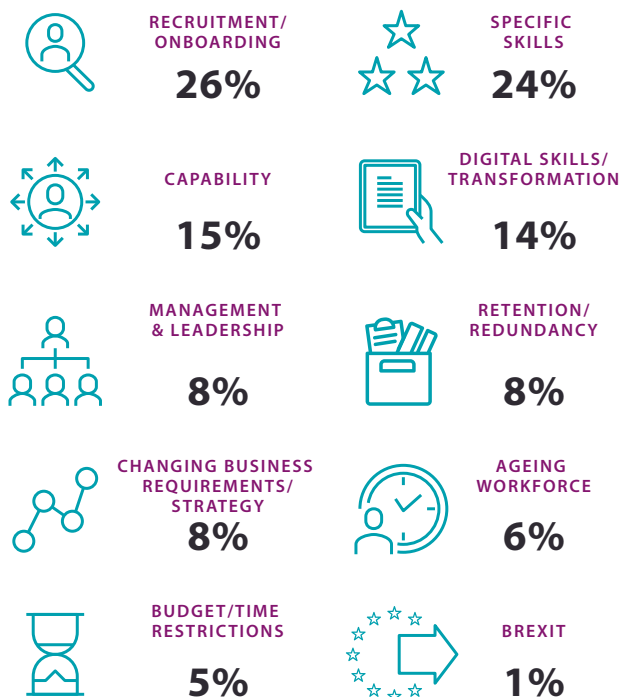 RECRUITMENT/
ONBOARDING
26%
SPECIFIC
SKILLS
24%
CAPABILITY
15%
DIGITAL SKILLS/
TRANSFORMATION
14%
MANAGEMENT
& LEADERSHIP
8%
RETENTION/
REDUNDANCY
8%
CHANGING BUSINESS
REQUIREMENTS/
STRATEGY
8%
AGEING
WORKFORCE
6%
BUDGET/TIME
RESTRICTIONS
5%
BREXIT
1%